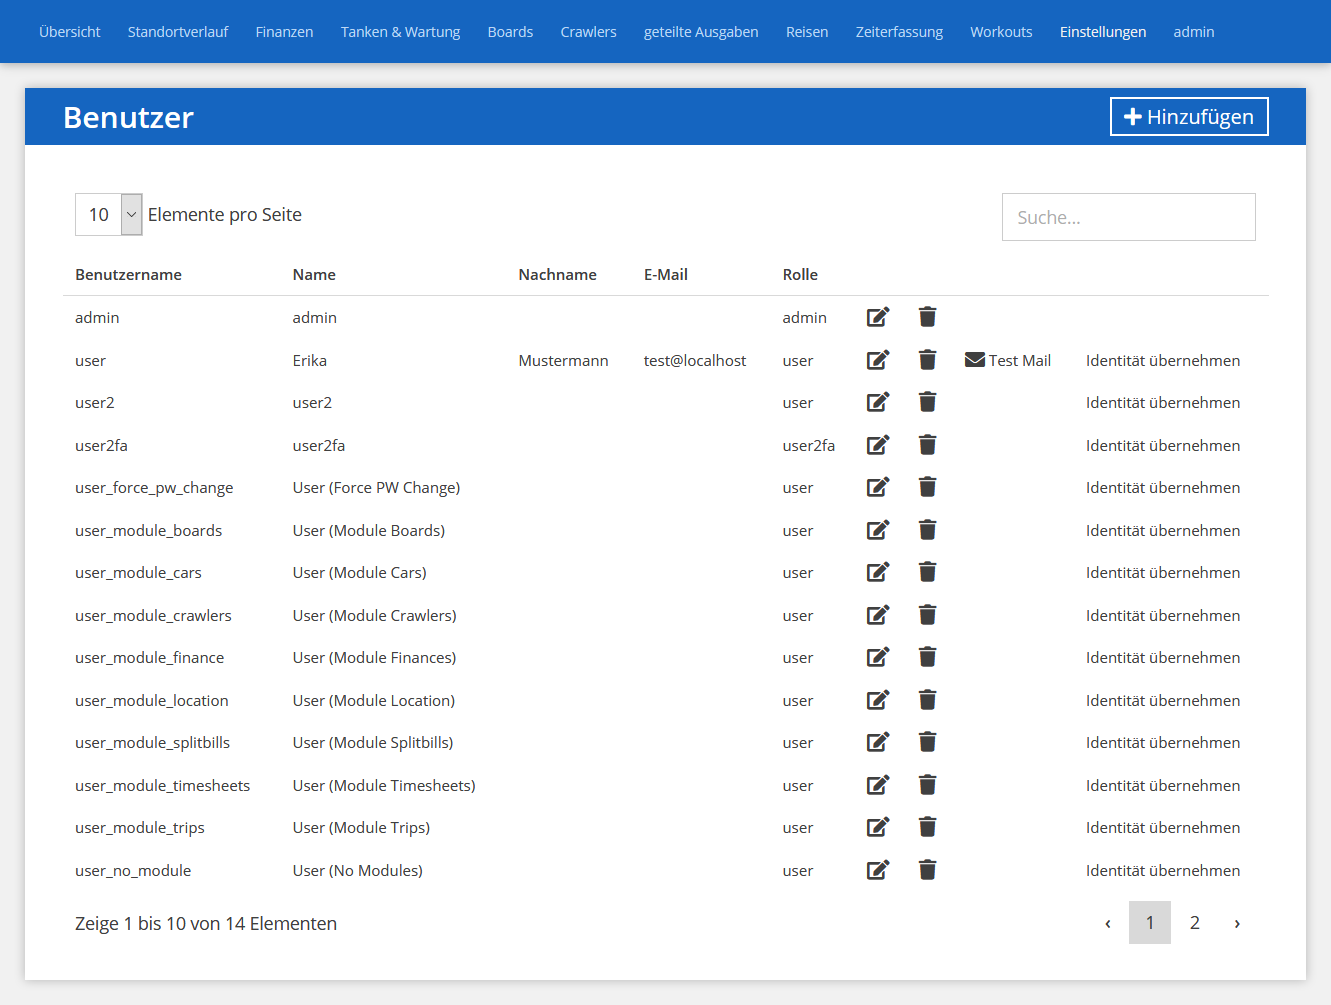 Übersicht Standortverlauf Finanzen Tanken & Wartung Boards Crawlers geteilte Ausgaben Reisen Zeiterfassung Workouts Einstellungen admin
Benutzer Hinzufügen
10 Elemente pro Seite Suche...
Benutzername Name Nachname E-Mail Rolle
admin admin admin
user Erika Mustermann test@localhost user Test Mail Identität übernehmen
user2 user2 user Identität übernehmen
user2fa user2fa user2fa Identität übernehmen
user_force_pw_change User (Force PW Change) user Identität übernehmen
user_module_boards User (Module Boards) user Identität übernehmen
user_module_cars User (Module Cars) user Identität übernehmen
user_module_crawlers User (Module Crawlers) user Identität übernehmen
user_module_finance User (Module Finances) user Identität übernehmen
user_module_location User (Module Location) user Identität übernehmen
user_module_splitbills User (Module Splitbills) user Identität übernehmen
user_module_timesheets User (Module Timesheets) user Identität übernehmen
user_module_trips User (Module Trips) user Identität übernehmen
user_no_module User (No Modules) user Identität übernehmen
Zeige 1 bis 10 von 14 Elementen ‹ 1 2 ›